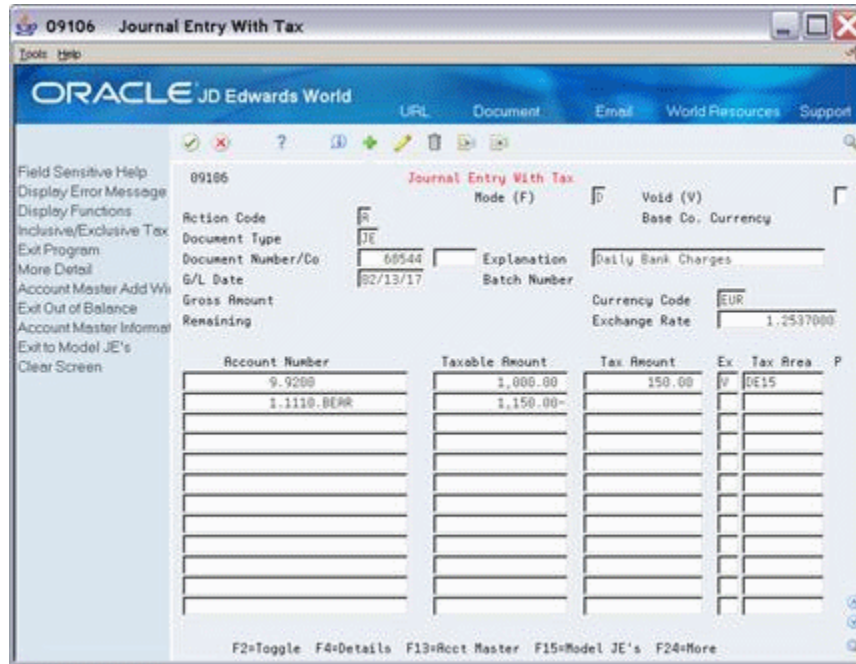 09106 Journal Entry With Tax
Tools Help
ORACLE JD Edwards World
URL Document Email World Resources Support
Field Sensitive Help
Display Error Message
Display Functions
Inclusive/Exclusive Tax
Exit Program
More Detail
Account Master Add Wi
Exit Out of Balance
Account Master Informat
Exit to Model JE's
Clear Screen
09106 Journal Entry With Tax
Mode (F) D Void (V)
Action Code A Base Co. Currency
Document Type JE
Document Number/Co 60544 Explanation Daily Bank Charges
G/L Date 02/13/17 Batch Number
Gross Amount Currency Code EUR
Remaining Exchange Rate 1.2537000
Account Number Taxable Amount Tax Amount Ex Tax Area P
9.9200 1,000.00 150.00 V DE15
1.1110.BEAR 1,150.00-
F2=Toggle F4=Details F13=Acct Master F15=Model JE's F24=More